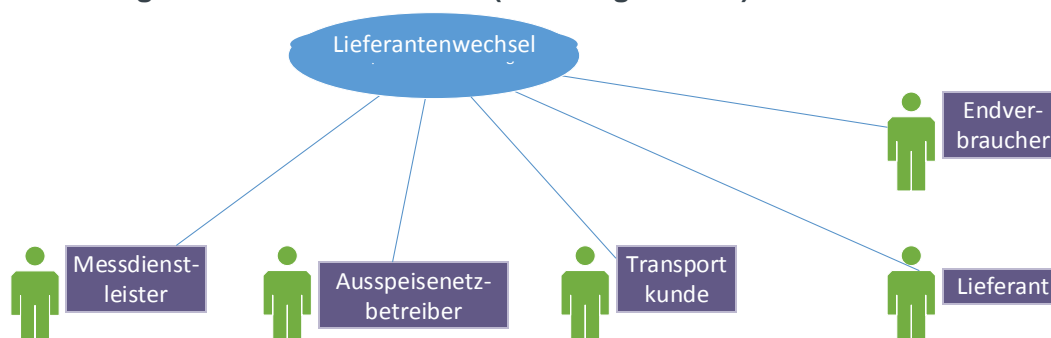 Lieferantenwechsel
Endver-
braucher
Messdienst-
leister
Ausspeisenetz-
betreiber
Transport
kunde
Lieferant